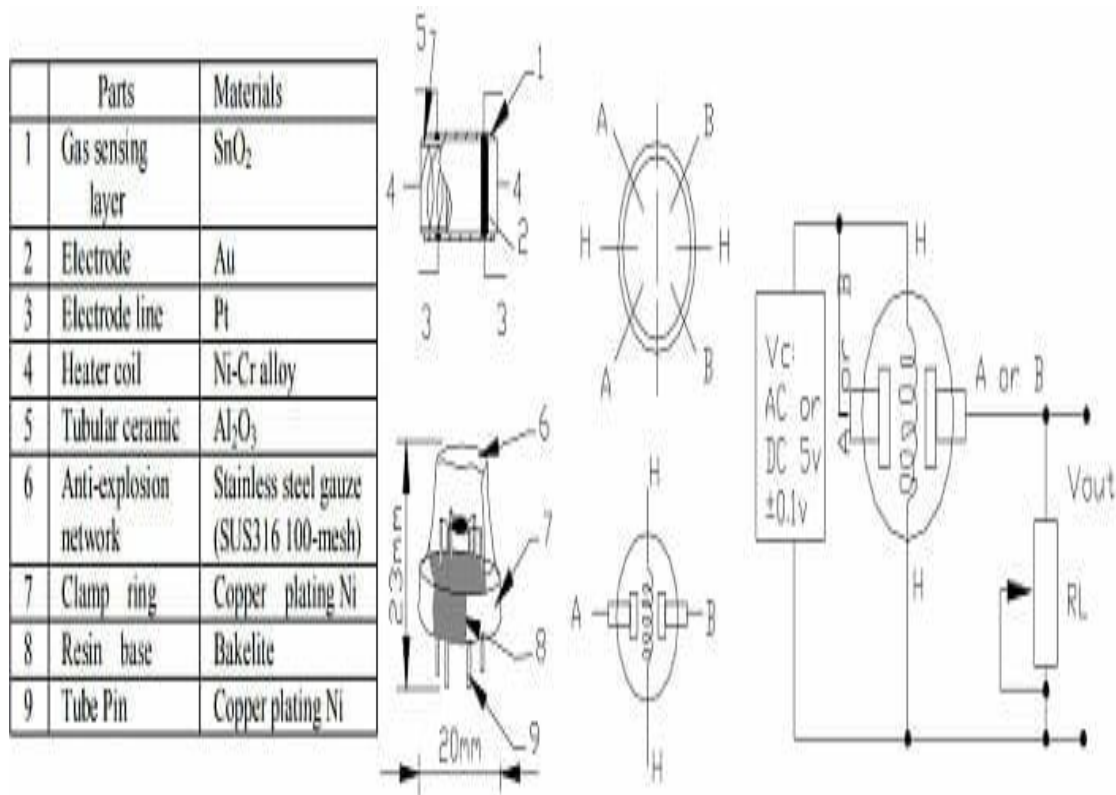 Parts Materials
1 Gas sensing layer SnO₂
2 Electrode Au
3 Electrode line Pt
4 Heater coil Ni-Cr alloy
5 Tubular ceramic Al₂O₃
6 Anti-explosion network Stainless steel gauze (SUS316 100-mesh)
7 Clamp ring Copper plating Ni
8 Resin base Bakelite
9 Tube Pin Copper plating Ni
5
1
4
4
2
3 3
6
7
8
9
23mm
20mm
A B
H H
A B
H
A B
H
Vc:
AC or
DC 5v
±0.1v
A or B
H
A or B
H
Vout
RL